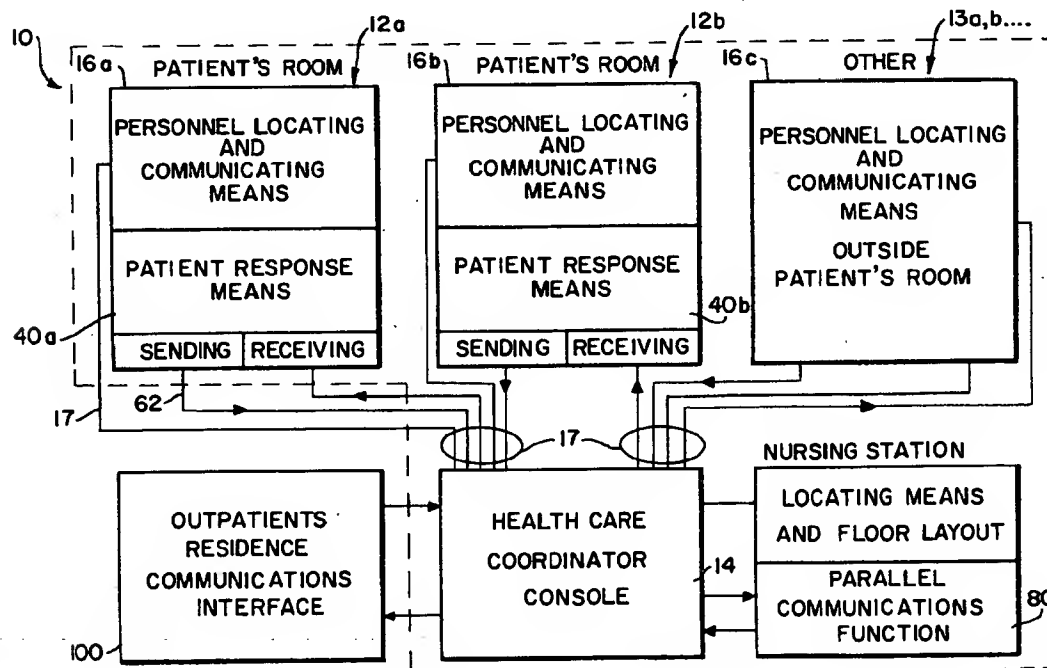 10
12a
12b
13a,b....
16a
PATIENT'S ROOM
16b
PATIENT'S ROOM
16c
OTHER
PERSONNEL LOCATING
AND
COMMUNICATING
MEANS
PATIENT RESPONSE
MEANS
40a
SENDING
RECEIVING
PERSONNEL LOCATING
AND
COMMUNICATING
MEANS
PATIENT RESPONSE
MEANS
40b
SENDING
RECEIVING
PERSONNEL LOCATING
AND
COMMUNICATING
MEANS
OUTSIDE
PATIENT'S ROOM
17
62
17
OUTPATIENTS
RESIDENCE
COMMUNICATIONS
INTERFACE
100
HEALTH CARE
COORDINATOR
CONSOLE
14
NURSING STATION
LOCATING MEANS
AND FLOOR LAYOUT
PARALLEL
COMMUNICATIONS
FUNCTION
80